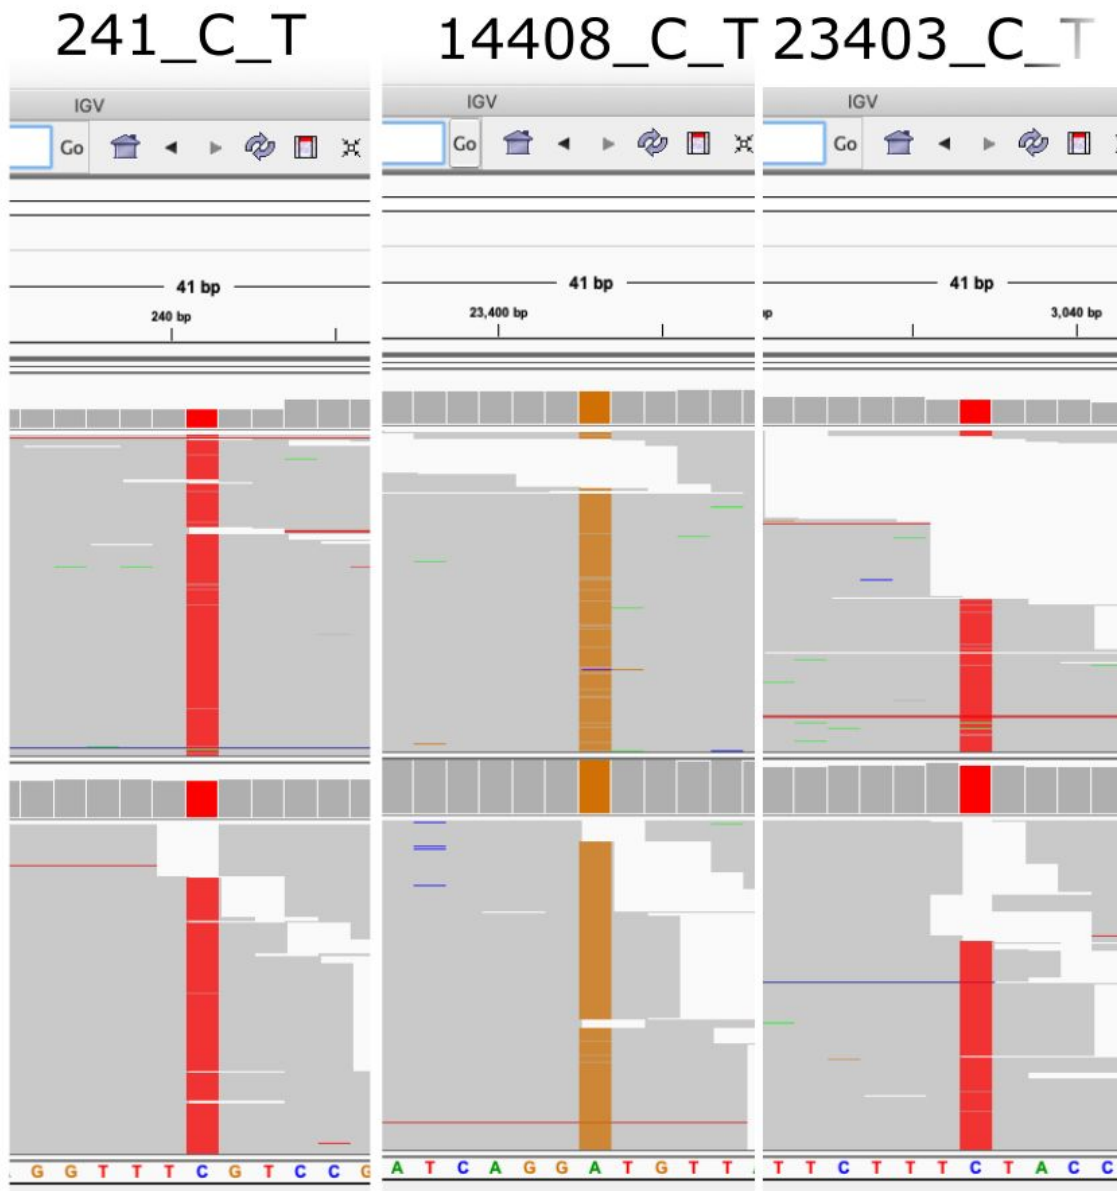 241_C_T 14408_C_T 23403_C_T
IGV IGV IGV
Go Go Go
41 bp 41 bp 41 bp
240 bp 23,400 bp 3,040 bp
G G T T T C G T C C G A T C A G G A T G T T T T C T T T C T A C C